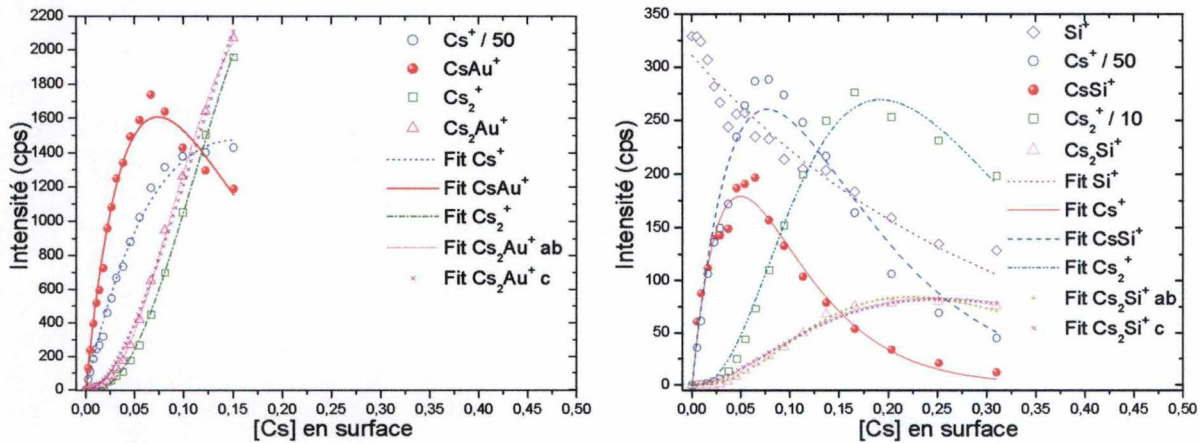 2200
2000
1800
1600
1400
1200
1000
800
600
400
200
0
Intensité (cps)
0,00 0,05 0,10 0,15 0,20 0,25 0,30 0,35 0,40 0,45 0,50
[Cs] en surface
Cs⁺ / 50
CsAu⁺
Cs₂⁺
Cs₂Au⁺
Fit Cs⁺
Fit CsAu⁺
Fit Cs₂⁺
Fit Cs₂Au⁺ ab
Fit Cs₂Au⁺ c
350
300
250
200
150
100
50
0
Intensité (cps)
0,00 0,05 0,10 0,15 0,20 0,25 0,30 0,35 0,40 0,45 0,50
[Cs] en surface
Si⁺
Cs⁺ / 50
CsSi⁺
Cs₂⁺ / 10
Cs₂Si⁺
Fit Si⁺
Fit Cs⁺
Fit CsSi⁺
Fit Cs₂⁺
Fit Cs₂Si⁺ ab
Fit Cs₂Si⁺ c